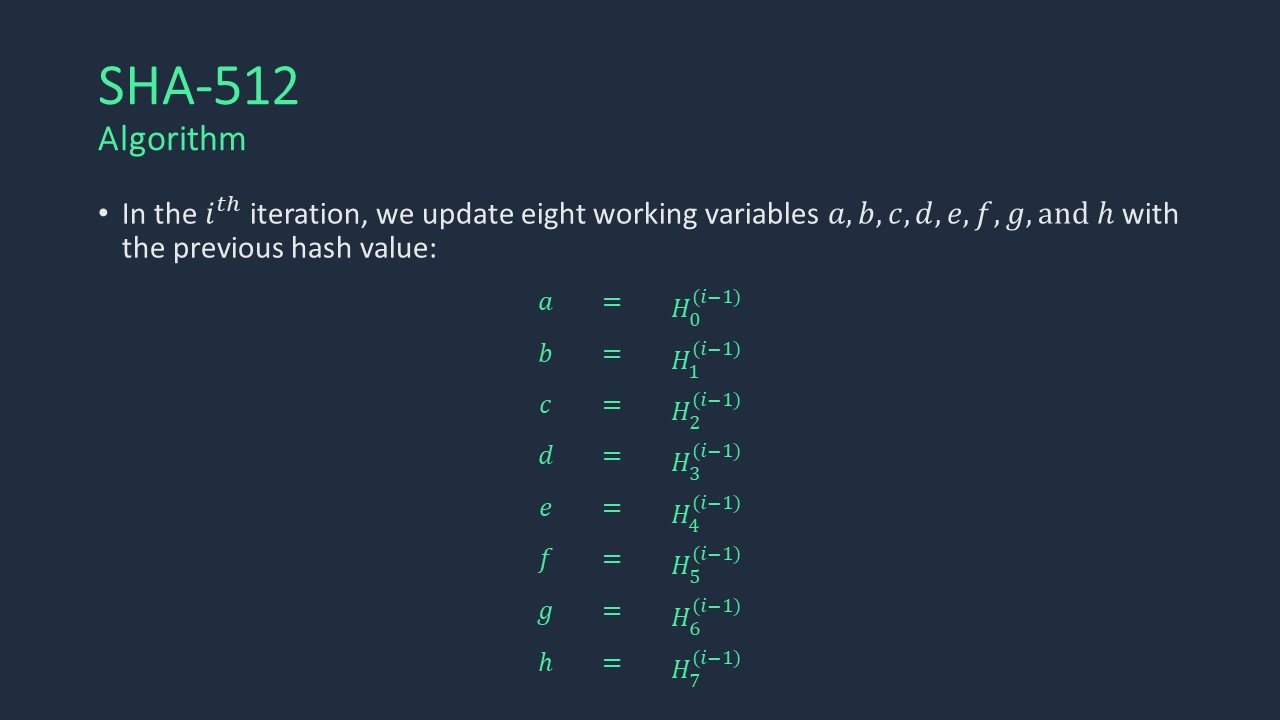 SHA-512
Algorithm
• In the i^th iteration, we update eight working variables a, b, c, d, e, f, g, and h with
the previous hash value:
a = H_0^(i−1)
b = H_1^(i−1)
c = H_2^(i−1)
d = H_3^(i−1)
e = H_4^(i−1)
f = H_5^(i−1)
g = H_6^(i−1)
h = H_7^(i−1)